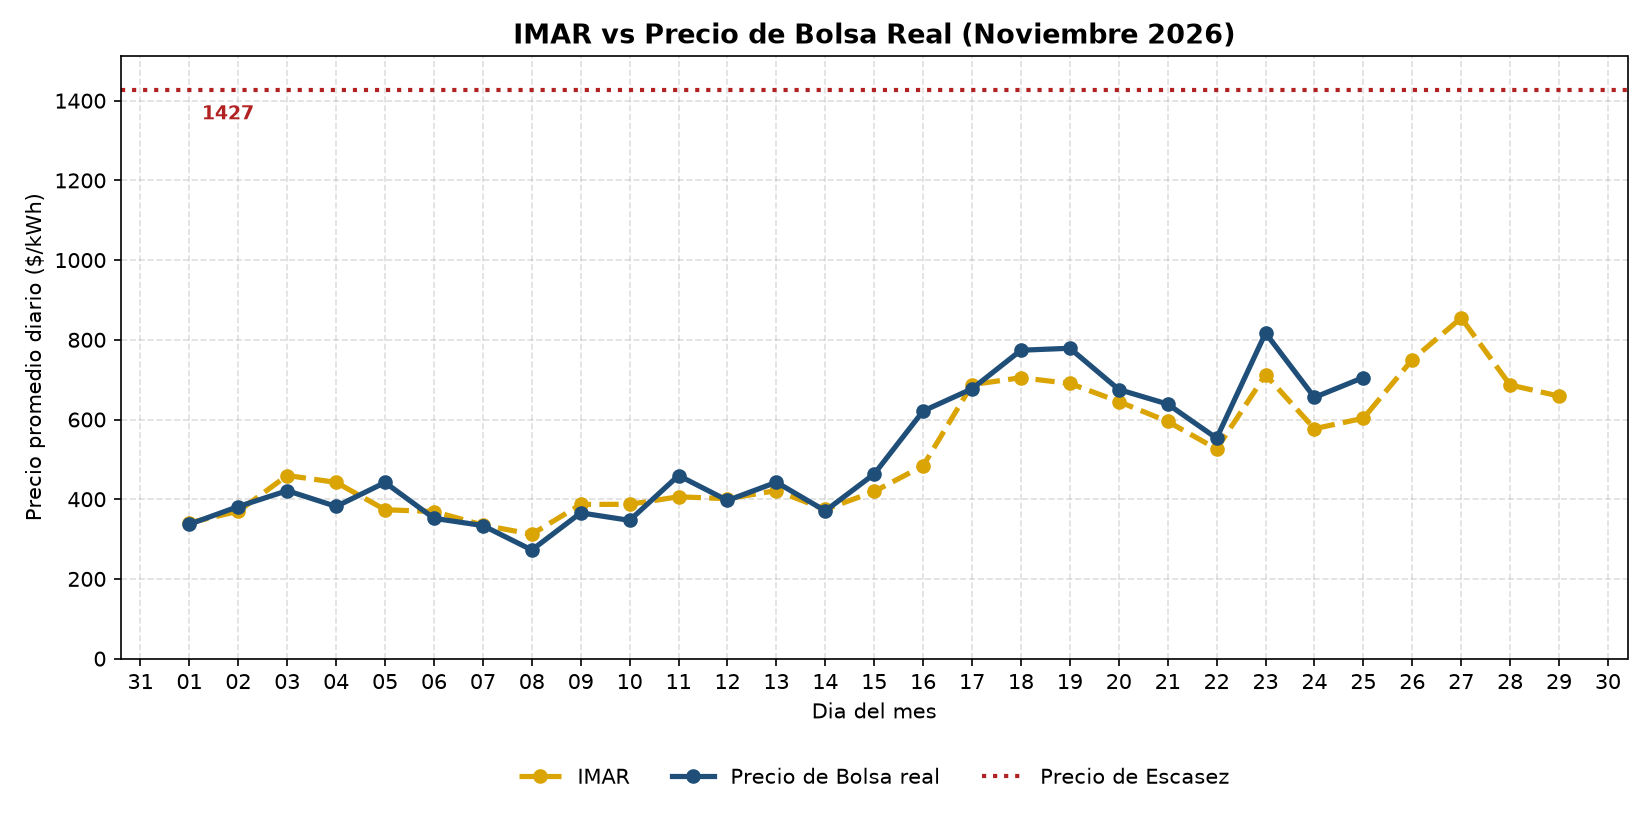 IMAR vs Precio de Bolsa Real (Noviembre 2026)
Precio promedio diario ($/kWh)
1400
1200
1000
800
600
400
200
0
1427
31 01 02 03 04 05 06 07 08 09 10 11 12 13 14 15 16 17 18 19 20 21 22 23 24 25 26 27 28 29 30
Dia del mes
IMAR Precio de Bolsa real Precio de Escasez